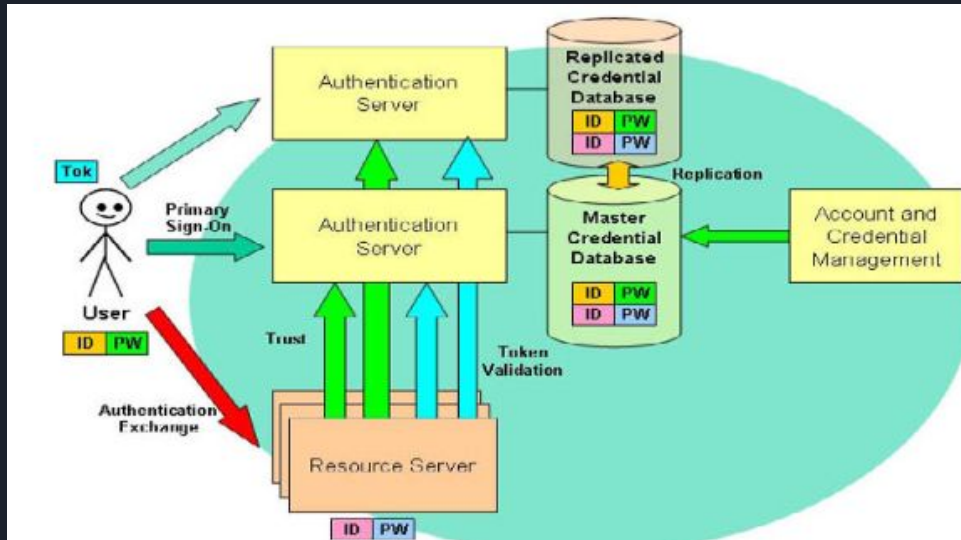 Authentication
Server
Replicated
Credential
Database
ID PW
ID PW
Tok
Replication
Primary
Sign-On
Authentication
Server
Master
Credential
Database
ID PW
ID PW
Account and
Credential
Management
User
ID PW
Trust
Token
Validation
Authentication
Exchange
Resource Server
ID PW